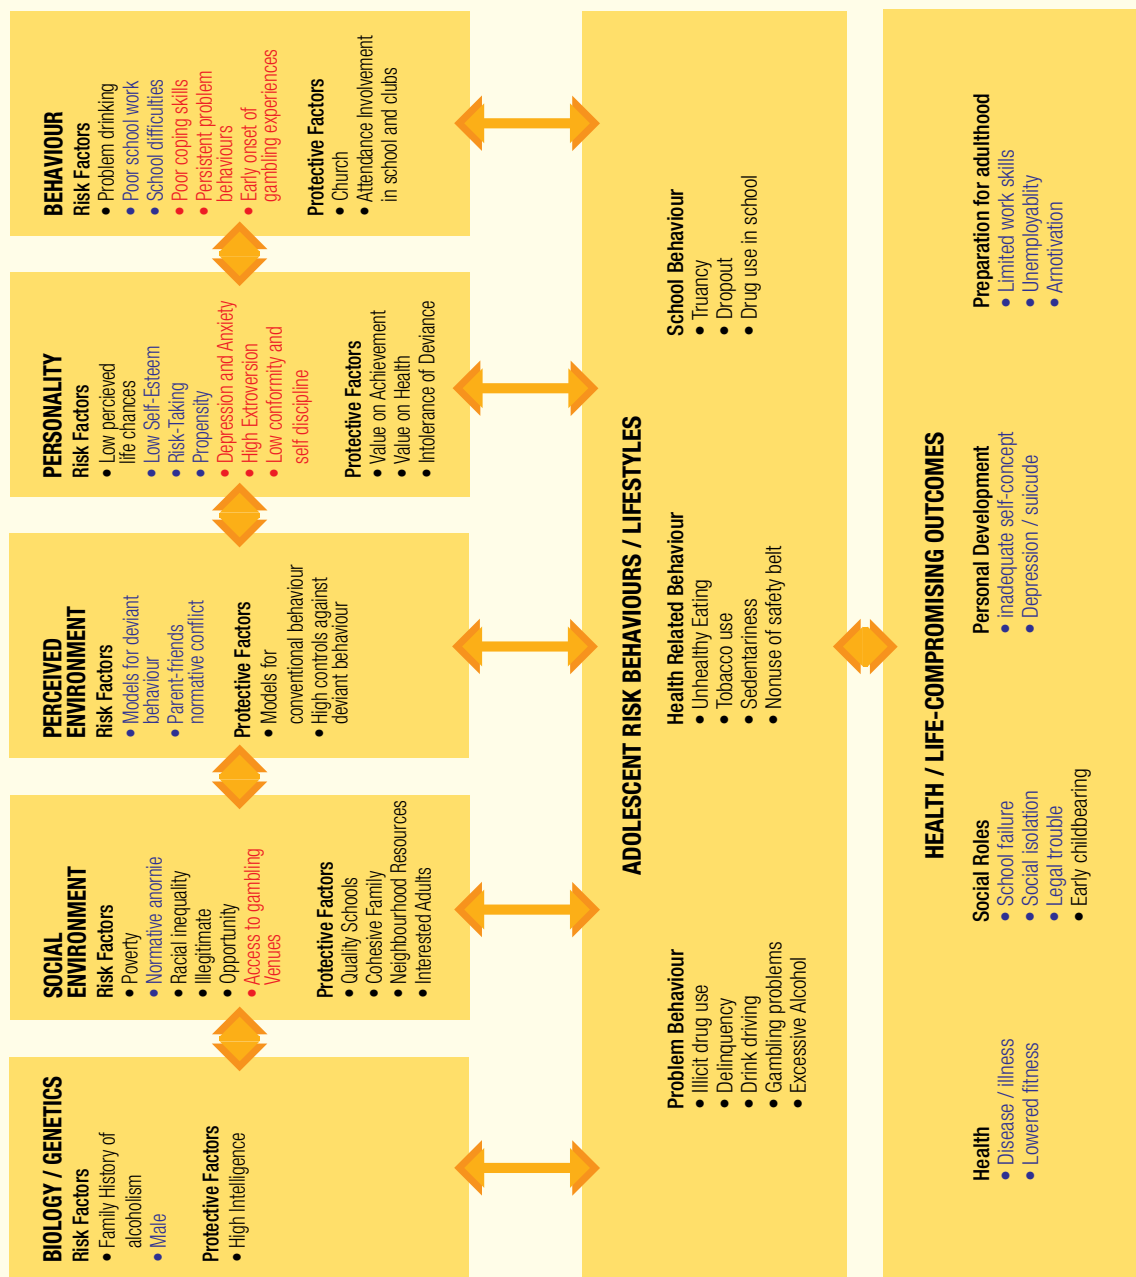 BIOLOGY / GENETICS
Risk Factors
• Family History of
alcoholism
• Male
Protective Factors
• High Intelligence
SOCIAL
ENVIRONMENT
Risk Factors
• Poverty
• Normative anornie
• Racial inequality
• Illegitimate
• Opportunity
• Access to gambling
Venues
Protective Factors
• Quality Schools
• Cohesive Family
• Neighbourhood Resources
• Interested Adults
PERCEIVED
ENVIRONMENT
Risk Factors
• Models for deviant
behaviour
• Parent-friends
normative conflict
Protective Factors
• Models for
conventional behaviour
• High controls against
deviant behaviour
PERSONALITY
Risk Factors
• Low percieved
life chances
• Low Self-Esteem
• Risk-Taking
• Propensity
• Depression and Anxiety
• High Extroversion
• Low conformity and
self discipline
Protective Factors
• Value on Achievement
• Value on Health
• Intolerance of Deviance
BEHAVIOUR
Risk Factors
• Problem drinking
• Poor school work
• School difficulties
• Poor coping skills
• Persistent problem
behaviours
• Early onset of
gambling experiences
Protective Factors
• Church
• Attendance Involvement
in school and clubs
ADOLESCENT RISK BEHAVIOURS / LIFESTYLES
Problem Behaviour
• Illicit drug use
• Delinquency
• Drink driving
• Gambling problems
• Excessive Alcohol
Health Related Behaviour
• Unhealthy Eating
• Tobacco use
• Sedentariness
• Nonuse of safety belt
School Behaviour
• Truancy
• Dropout
• Drug use in school
HEALTH / LIFE-COMPROMISING OUTCOMES
Health
• Disease / illness
• Lowered fitness
Social Roles
• School failure
• Social isolation
• Legal trouble
• Early childbearing
Personal Development
• inadequate self-concept
• Depression / suicude
Preparation for adulthood
• Limited work skills
• Unemployablity
• Arnotivation